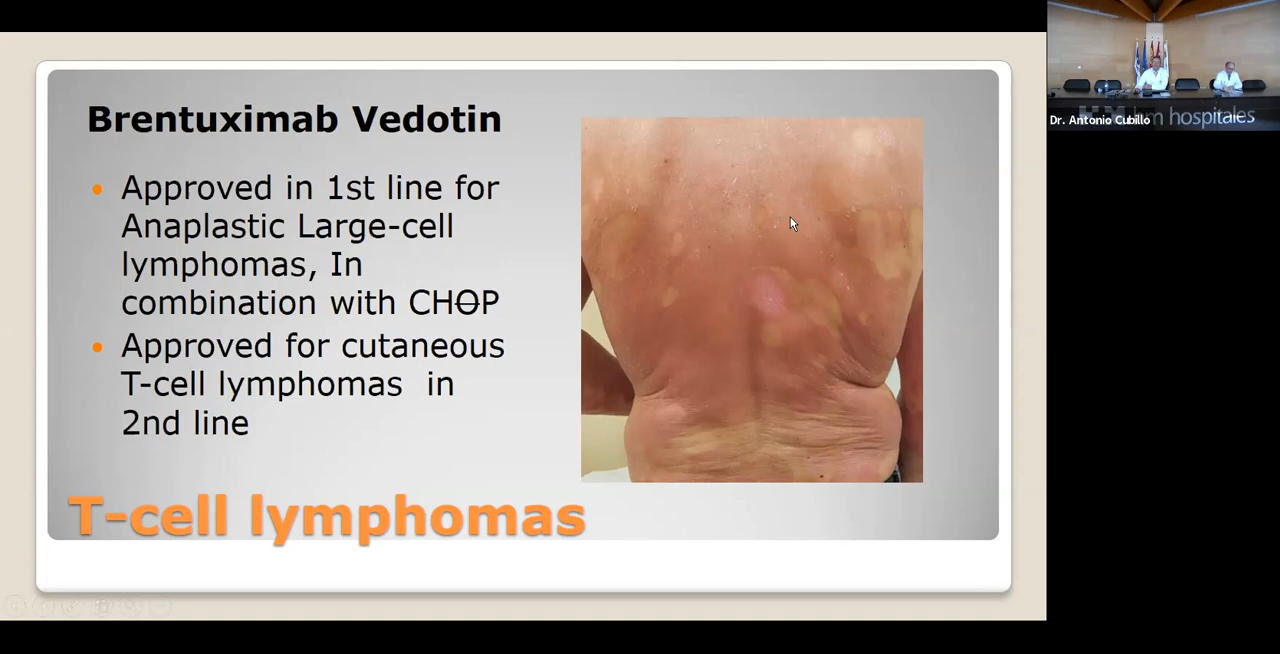 Brentuximab Vedotin
Approved in 1st line for
Anaplastic Large-cell
lymphomas, In
combination with CHOP
Approved for cutaneous
T-cell lymphomas in
2nd line
T-cell lymphomas
Dr. Antonio Cubillo
hm hospitales